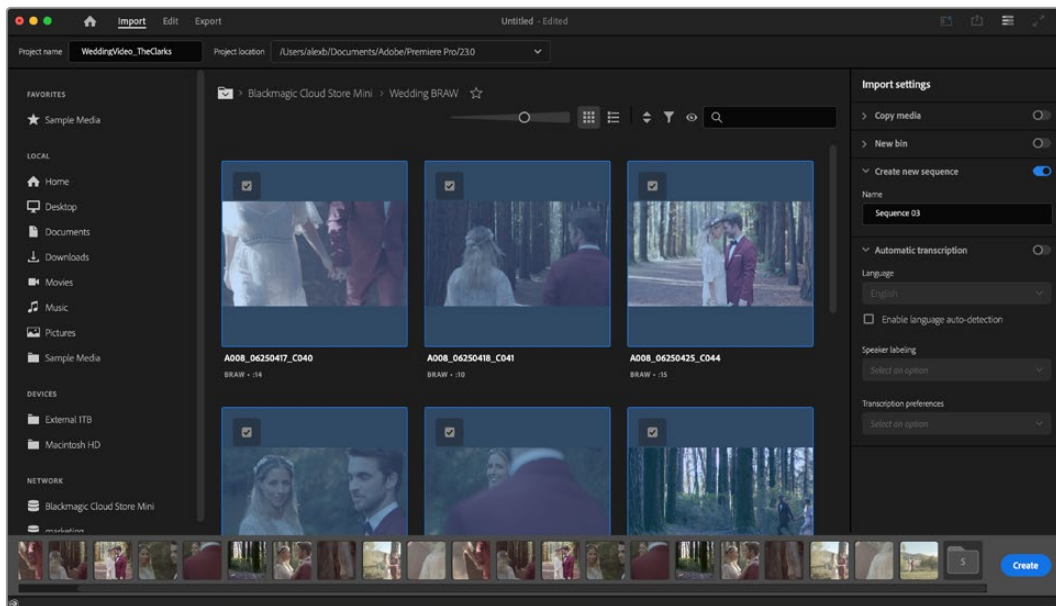 Import Edit Export Untitled - Edited
Project name WeddingVideo_TheClarks Project location /Users/alexb/Documents/Adobe/Premiere Pro/23.0
FAVORITES
Sample Media
LOCAL
Home
Desktop
Documents
Downloads
Movies
Music
Pictures
Sample Media
DEVICES
External 1TB
Macintosh HD
NETWORK
Blackmagic Cloud Store Mini
marketing
> Blackmagic Cloud Store Mini > Wedding BRAW
A008_06250417_C040
BRAW • :14
A008_06250418_C041
BRAW • :10
A008_06250425_C044
BRAW • :15
Import settings
Copy media
New bin
Create new sequence
Name
Sequence 03
Automatic transcription
Language
English
Enable language auto-detection
Speaker labeling
Select an option
Transcription preferences
Select an option
S
Create